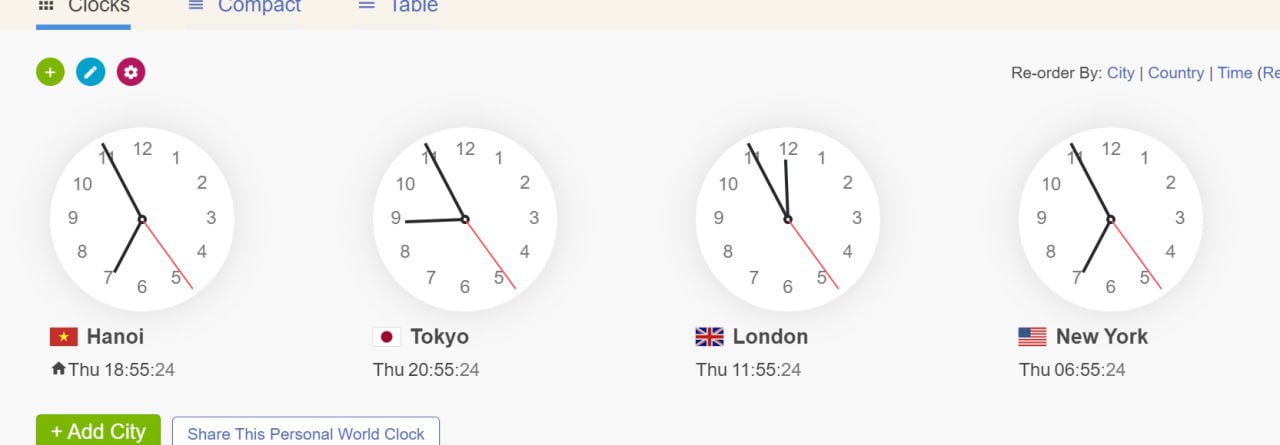 Clocks Compact Table
+
Re-order By: City | Country | Time (Re
12 1 2 3 4 5 6 7 8 9 10 11
12 1 2 3 4 5 6 7 8 9 10 11
12 1 2 3 4 5 6 7 8 9 10 11
12 1 2 3 4 5 6 7 8 9 10 11
Hanoi Tokyo London New York
Thu 18:55:24 Thu 20:55:24 Thu 11:55:24 Thu 06:55:24
+ Add City Share This Personal World Clock